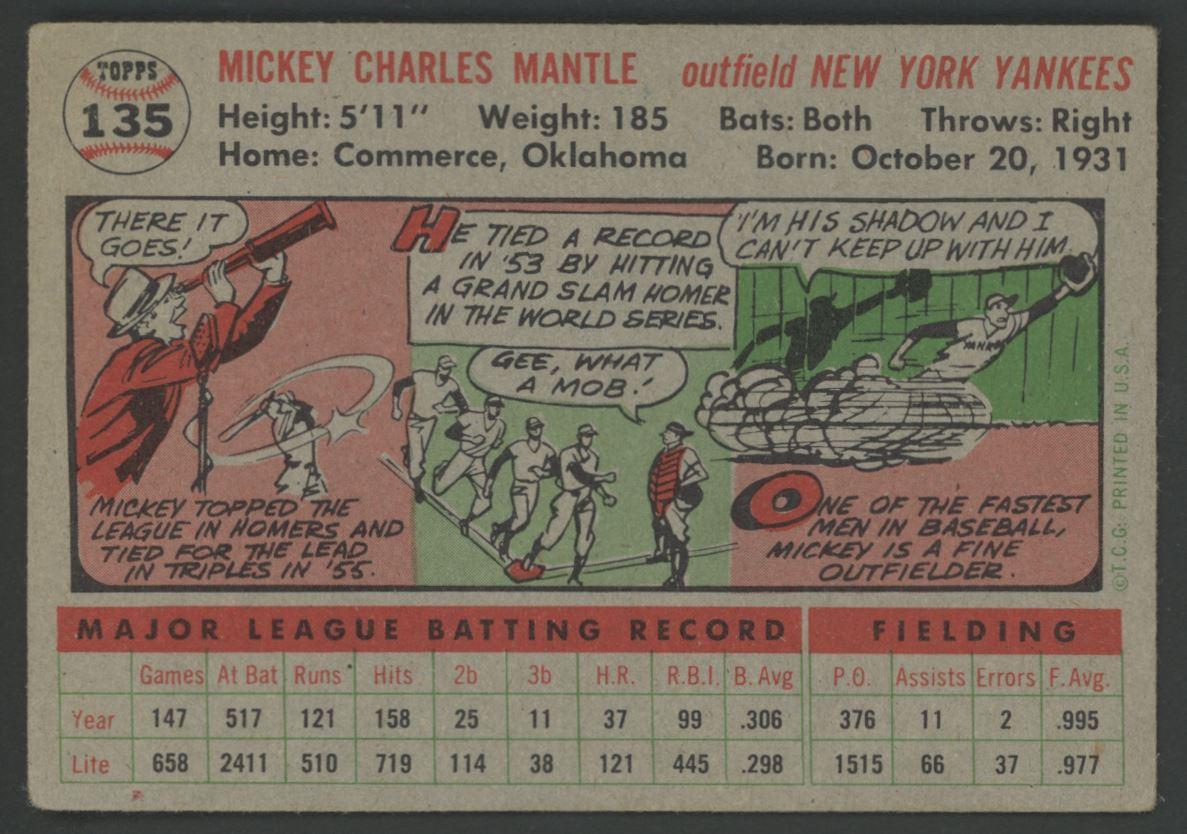 TOPPS
135
MICKEY CHARLES MANTLE outfield NEW YORK YANKEES
Height: 5'11" Weight: 185 Bats: Both Throws: Right
Home: Commerce, Oklahoma Born: October 20, 1931
THERE IT
GOES!
HE TIED A RECORD
IN '53 BY HITTING
A GRAND SLAM HOMER
IN THE WORLD SERIES.
I'M HIS SHADOW AND I
CAN'T KEEP UP WITH HIM.
GEE, WHAT
A MOB!
YANK
MICKEY TOPPED THE
LEAGUE IN HOMERS AND
TIED FOR THE LEAD
IN TRIPLES IN '55.
ONE OF THE FASTEST
MEN IN BASEBALL,
MICKEY IS A FINE
OUTFIELDER.
©T.C.G. PRINTED IN U.S.A.
MAJOR LEAGUE BATTING RECORD FIELDING
Games At Bat Runs Hits 2b 3b H.R. R.B.I. B. Avg P.O. Assists Errors F. Avg.
Year 147 517 121 158 25 11 37 99 .306 376 11 2 .995
Life 658 2411 510 719 114 38 121 445 .298 1515 66 37 .977